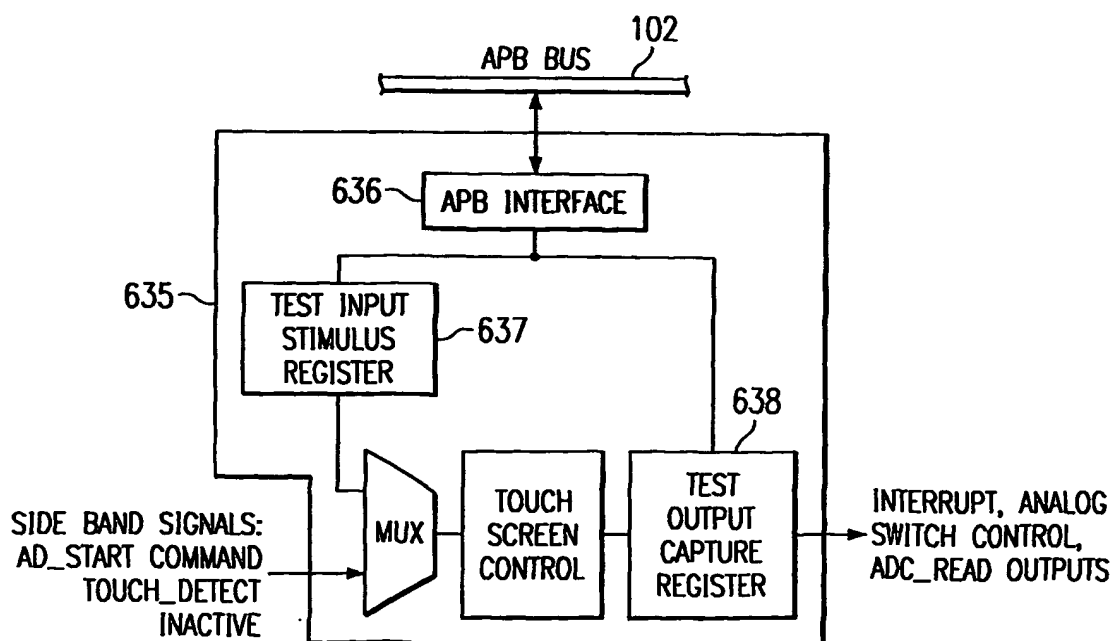 102
APB BUS
636
APB INTERFACE
635
TEST INPUT
STIMULUS
REGISTER
637
638
MUX
TOUCH
SCREEN
CONTROL
TEST
OUTPUT
CAPTURE
REGISTER
SIDE BAND SIGNALS:
AD_START COMMAND
TOUCH_DETECT
INACTIVE
INTERRUPT, ANALOG
SWITCH CONTROL,
ADC_READ OUTPUTS